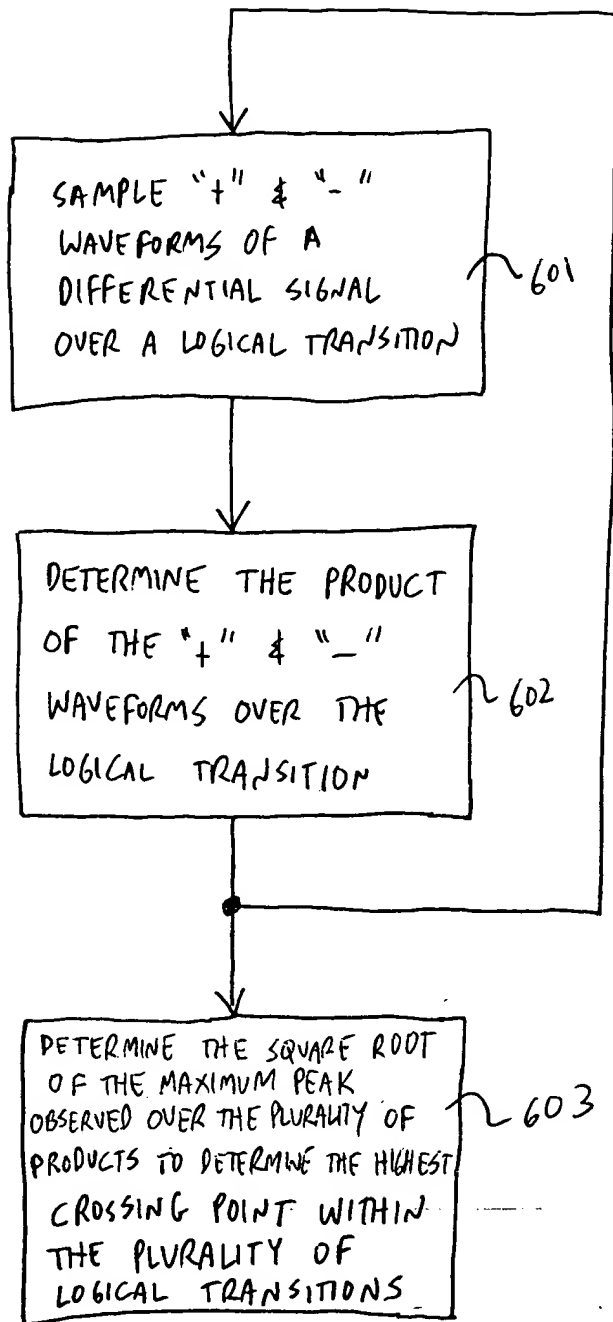 SAMPLE "+" & "-"
WAVEFORMS OF A
DIFFERENTIAL SIGNAL
OVER A LOGICAL TRANSITION
601
DETERMINE THE PRODUCT
OF THE "+" & "-"
WAVEFORMS OVER THE
LOGICAL TRANSITION
602
DETERMINE THE SQUARE ROOT
OF THE MAXIMUM PEAK
OBSERVED OVER THE PLURALITY OF
PRODUCTS TO DETERMINE THE HIGHEST
CROSSING POINT WITHIN
THE PLURALITY OF
LOGICAL TRANSITIONS
603